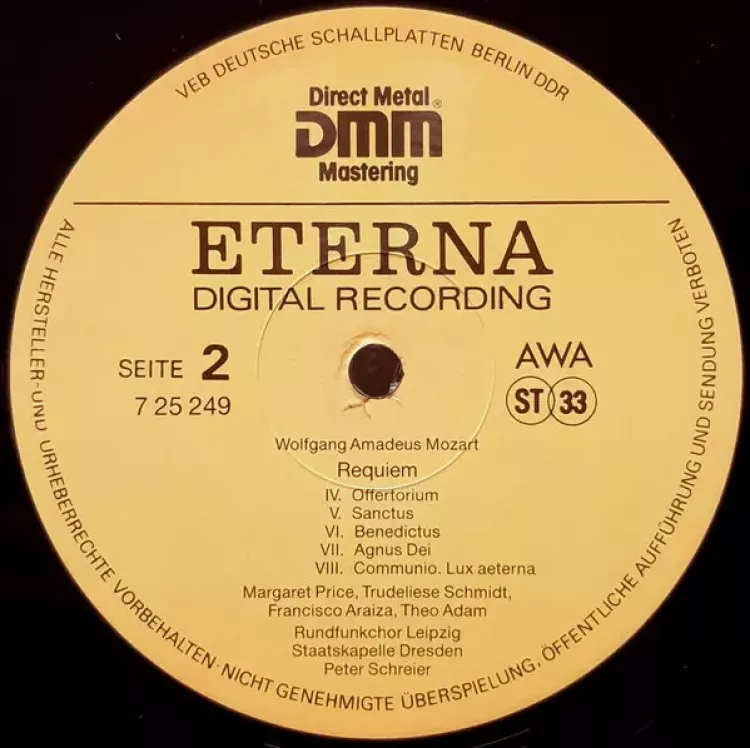 VEB DEUTSCHE SCHALLPLATTEN BERLIN DDR
Direct Metal®
DMM
Mastering
ETERNA
DIGITAL RECORDING
SEITE 2
7 25 249
AWA
ST 33
Wolfgang Amadeus Mozart
Requiem
IV. Offertorium
V. Sanctus
VI. Benedictus
VII. Agnus Dei
VIII. Communio. Lux aeterna
Margaret Price, Trudeliese Schmidt,
Francisco Araiza, Theo Adam
Rundfunkchor Leipzig
Staatskapelle Dresden
Peter Schreier
ALLE HERSTELLER-UND URHEBERRECHTE VORBEHALTEN · NICHT GENEHMIGTE ÜBERSPIELUNG, ÖFFENTLICHE AUFFÜHRUNG UND SENDUNG VERBOTEN